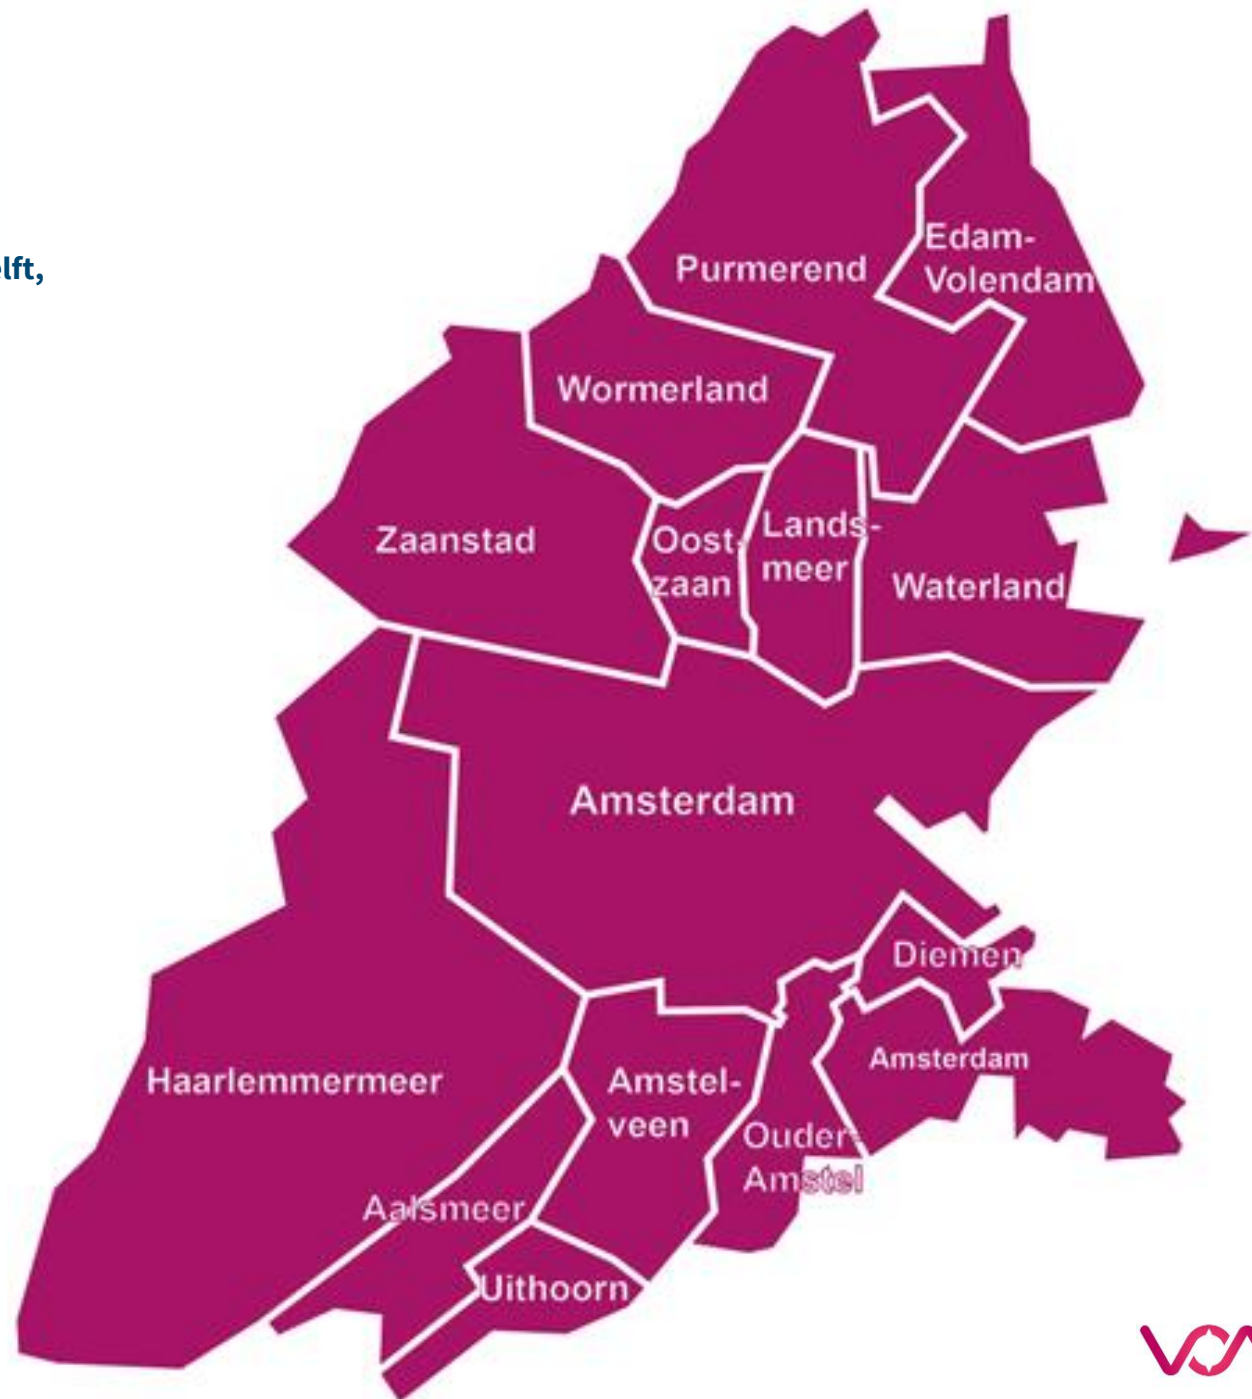 elft,
Edam-
Volendam
Purmerend
Wormerland
Zaanstad
Oost-
zaan
Lands-
meer
Waterland
Amsterdam
Diemen
Amsterdam
Haarlemmermeer
Amstel-
veen
Ouder-
Amstel
Aalsmeer
Uithoorn